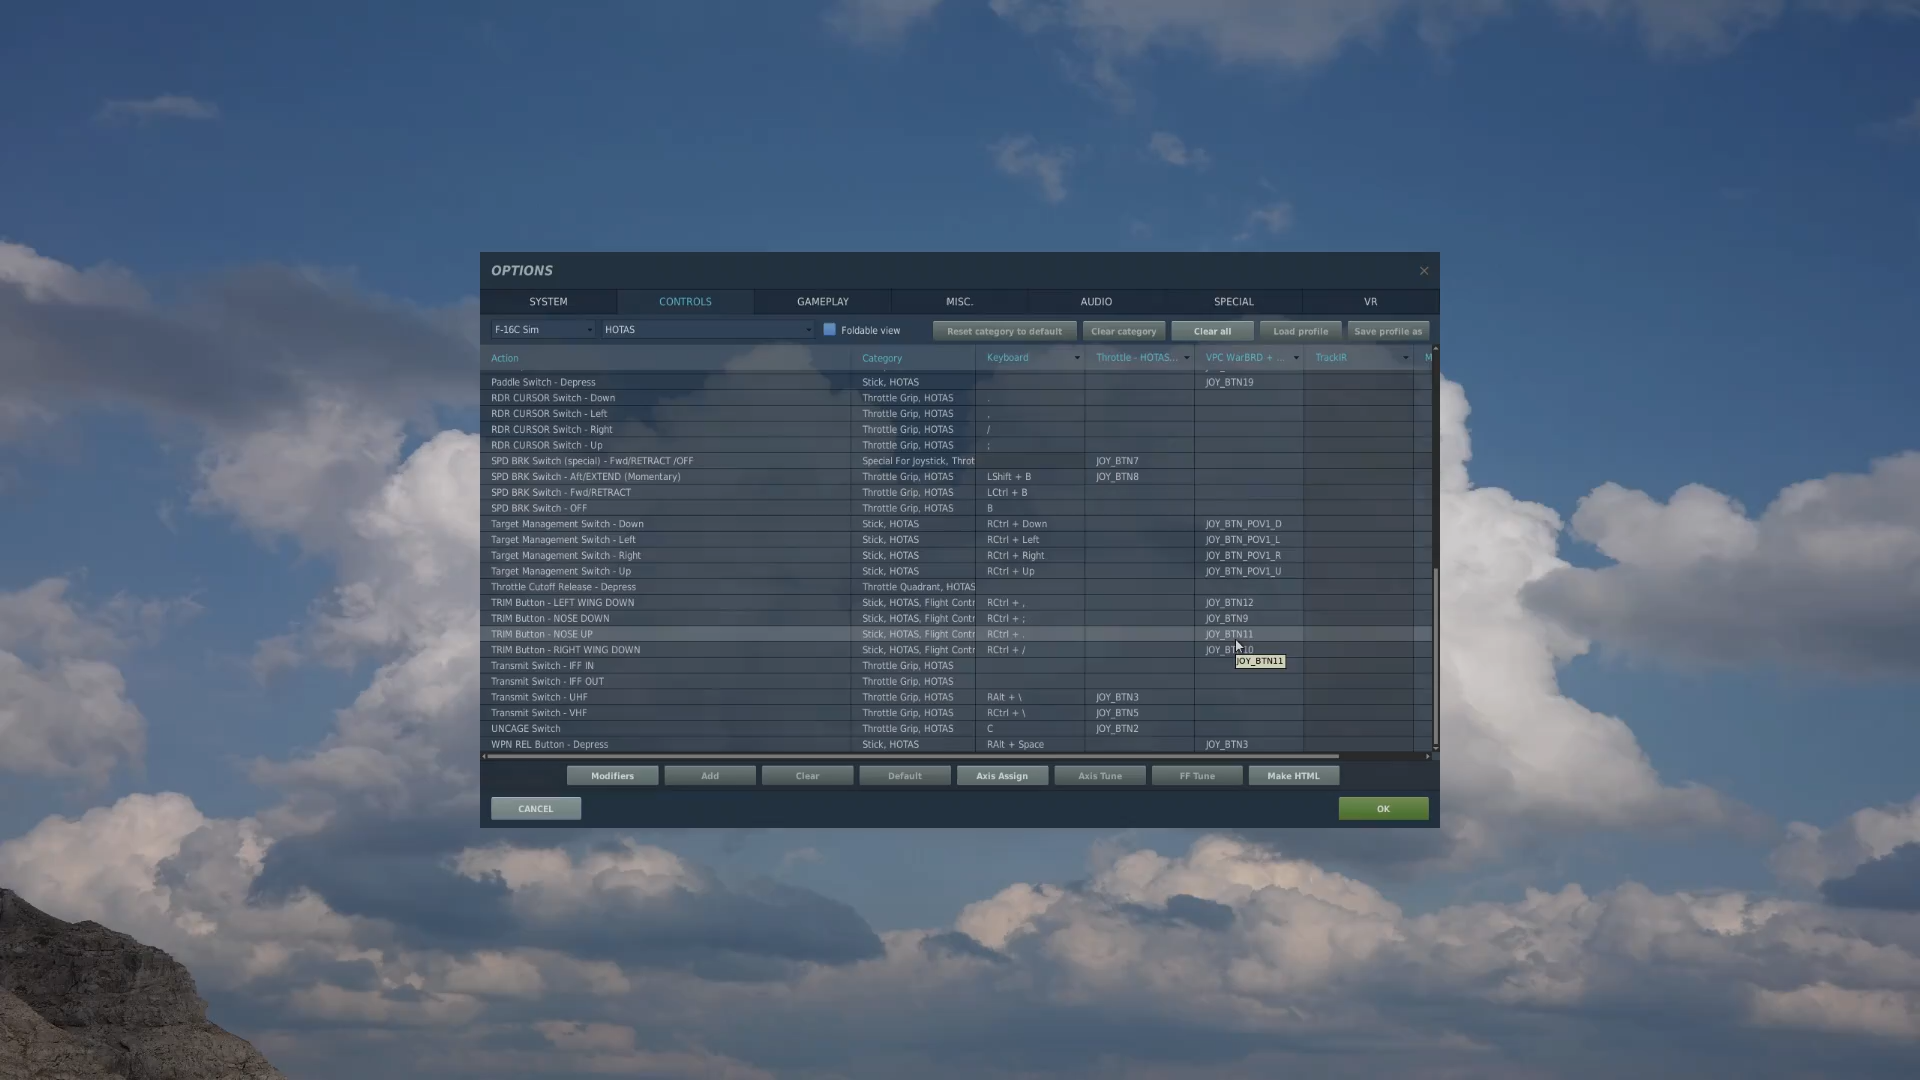 OPTIONS
SYSTEM CONTROLS GAMEPLAY MISC. AUDIO SPECIAL VR
F-16C Sim HOTAS Foldable view Reset category to default Clear category Clear all Load profile Save profile as
Action Category Keyboard Throttle - HOTAS... VPC WarBRD + ... TrackIR M
Paddle Switch - Depress Stick, HOTAS JOY_BTN19
RDR CURSOR Switch - Down Throttle Grip, HOTAS .
RDR CURSOR Switch - Left Throttle Grip, HOTAS ,
RDR CURSOR Switch - Right Throttle Grip, HOTAS /
RDR CURSOR Switch - Up Throttle Grip, HOTAS ;
SPD BRK Switch (special) - Fwd/RETRACT /OFF Special For Joystick, Throt JOY_BTN7
SPD BRK Switch - Aft/EXTEND (Momentary) Throttle Grip, HOTAS LShift + B JOY_BTN8
SPD BRK Switch - Fwd/RETRACT Throttle Grip, HOTAS LCtrl + B
SPD BRK Switch - OFF Throttle Grip, HOTAS B
Target Management Switch - Down Stick, HOTAS RCtrl + Down JOY_BTN_POV1_D
Target Management Switch - Left Stick, HOTAS RCtrl + Left JOY_BTN_POV1_L
Target Management Switch - Right Stick, HOTAS RCtrl + Right JOY_BTN_POV1_R
Target Management Switch - Up Stick, HOTAS RCtrl + Up JOY_BTN_POV1_U
Throttle Cutoff Release - Depress Throttle Quadrant, HOTAS
TRIM Button - LEFT WING DOWN Stick, HOTAS, Flight Contr RCtrl + , JOY_BTN12
TRIM Button - NOSE DOWN Stick, HOTAS, Flight Contr RCtrl + ; JOY_BTN9
TRIM Button - NOSE UP Stick, HOTAS, Flight Contr RCtrl + . JOY_BTN11
TRIM Button - RIGHT WING DOWN Stick, HOTAS, Flight Contr RCtrl + /
JOY_BTN11
Transmit Switch - IFF IN Throttle Grip, HOTAS
Transmit Switch - IFF OUT Throttle Grip, HOTAS
Transmit Switch - UHF Throttle Grip, HOTAS RAlt + \ JOY_BTN3
Transmit Switch - VHF Throttle Grip, HOTAS RCtrl + \ JOY_BTN5
UNCAGE Switch Throttle Grip, HOTAS C JOY_BTN2
WPN REL Button - Depress Stick, HOTAS RAlt + Space JOY_BTN3
Modifiers Add Clear Default Axis Assign Axis Tune FF Tune Make HTML
CANCEL OK